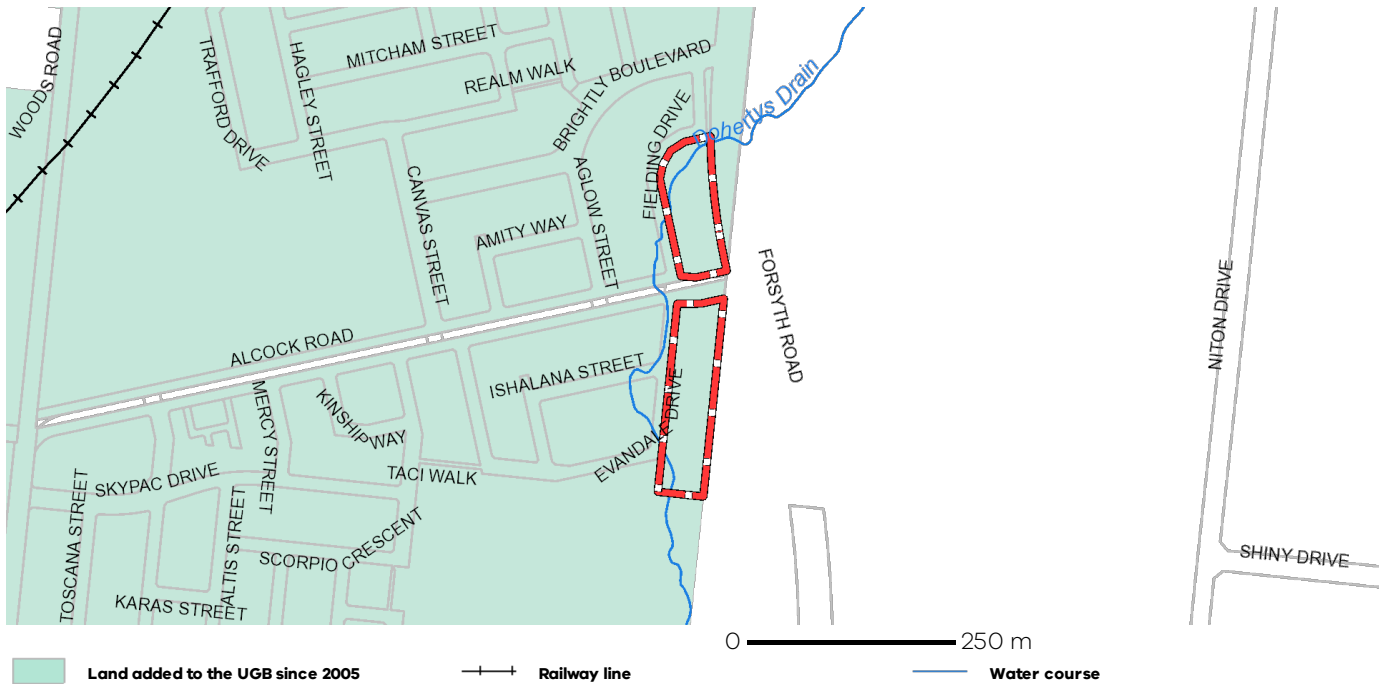 WOODS ROAD
TRAFFORD DRIVE
HAGLEY STREET
MITCHAM STREET
REALM WALK
BRIGHTLY BOULEVARD
FIELDING DRIVE
Dohertys Drain
CANVAS STREET
AMITY WAY
AGLOW STREET
FORSYTH ROAD
NITON DRIVE
ALCOCK ROAD
ISHALANA STREET
MERCY STREET
KINSHIP WAY
EVANDALE DRIVE
SKYPAC DRIVE
TACI WALK
TOSCANA STREET
ALTIS STREET
SCORPIO CRESCENT
SHINY DRIVE
KARAS STREET
0 250 m
Land added to the UGB since 2005
Railway line
Water course